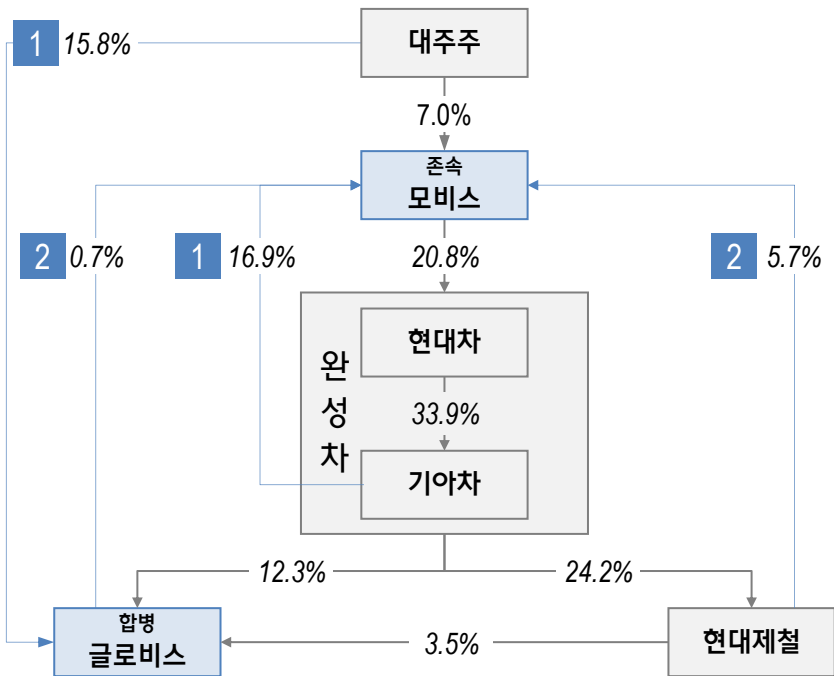 대주주
1 15.8%
7.0%
존속
모비스
2 0.7%
1 16.9%
20.8%
2 5.7%
현대차
완
성
차
33.9%
기아차
12.3%
24.2%
합병
글로비스
3.5%
현대제철